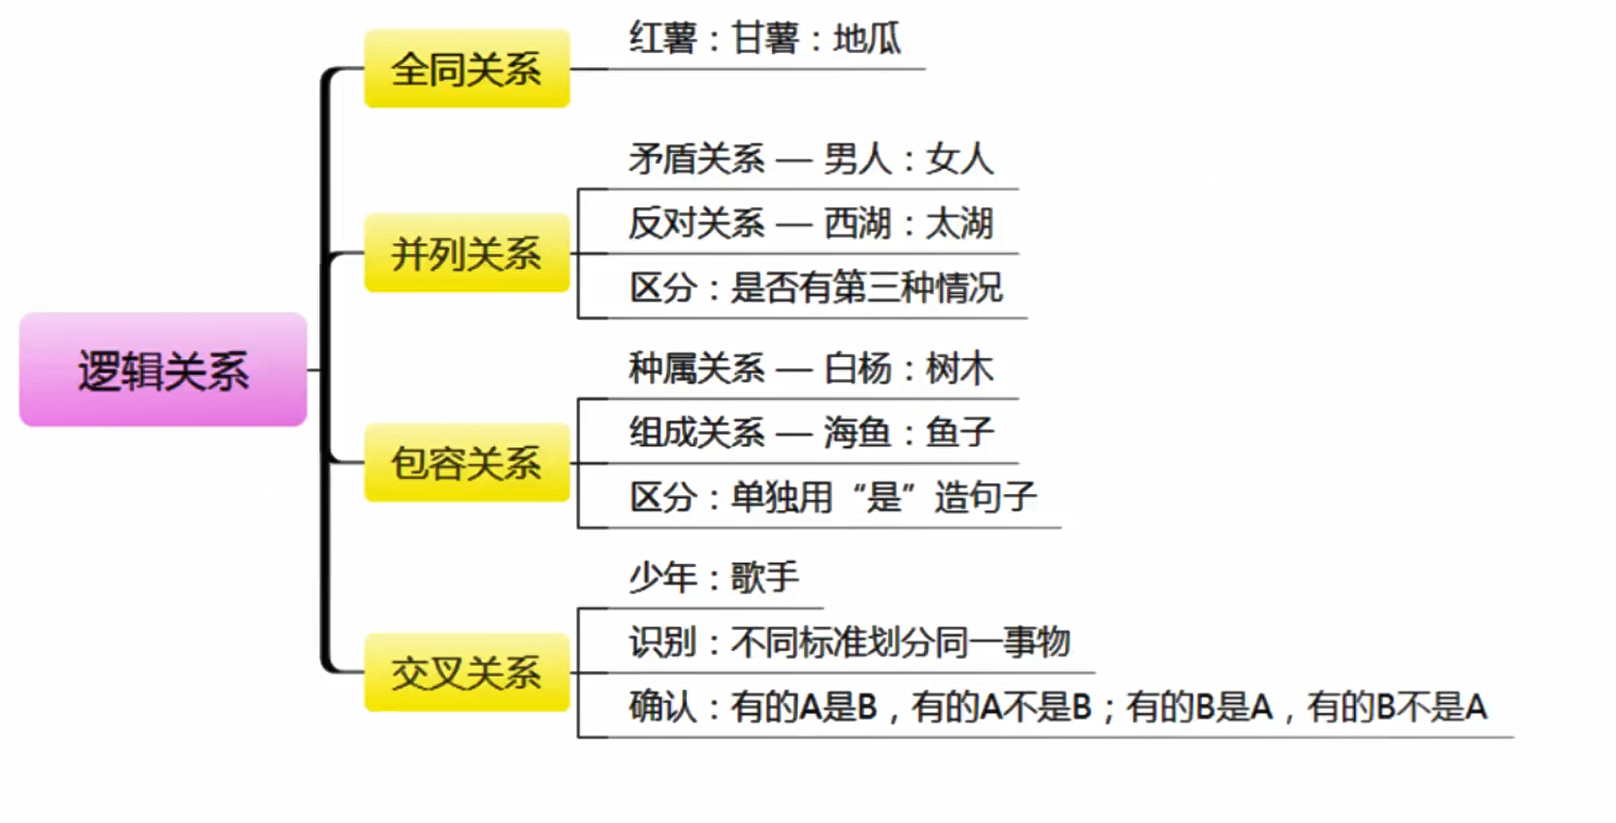 全同关系
红薯：甘薯：地瓜
矛盾关系 — 男人：女人
并列关系
反对关系 — 西湖：太湖
区分：是否有第三种情况
逻辑关系
种属关系 — 白杨：树木
包容关系
组成关系 — 海鱼：鱼子
区分：单独用“是”造句子
少年：歌手
交叉关系
识别：不同标准划分同一事物
确认：有的A是B，有的A不是B；有的B是A，有的B不是A